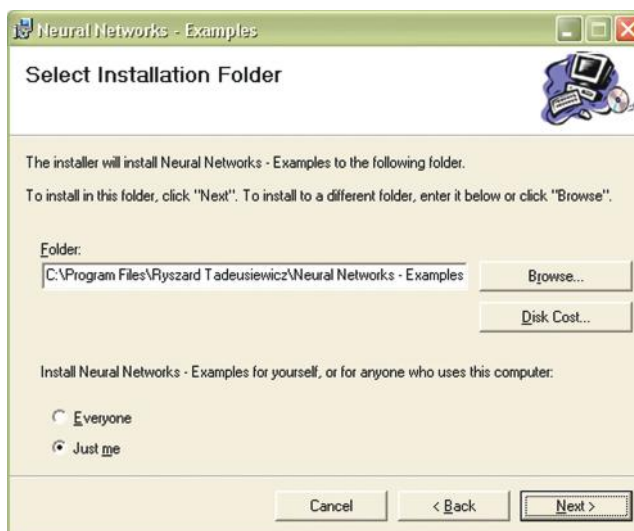 Neural Networks - Examples
Select Installation Folder
The installer will install Neural Networks - Examples to the following folder.
To install in this folder, click "Next". To install to a different folder, enter it below or click "Browse".
Folder:
C:\Program Files\Ryszard Tadeusiewicz\Neural Networks - Examples
Browse...
Disk Cost...
Install Neural Networks - Examples for yourself, or for anyone who uses this computer:
Everyone
Just me
Cancel
< Back
Next >